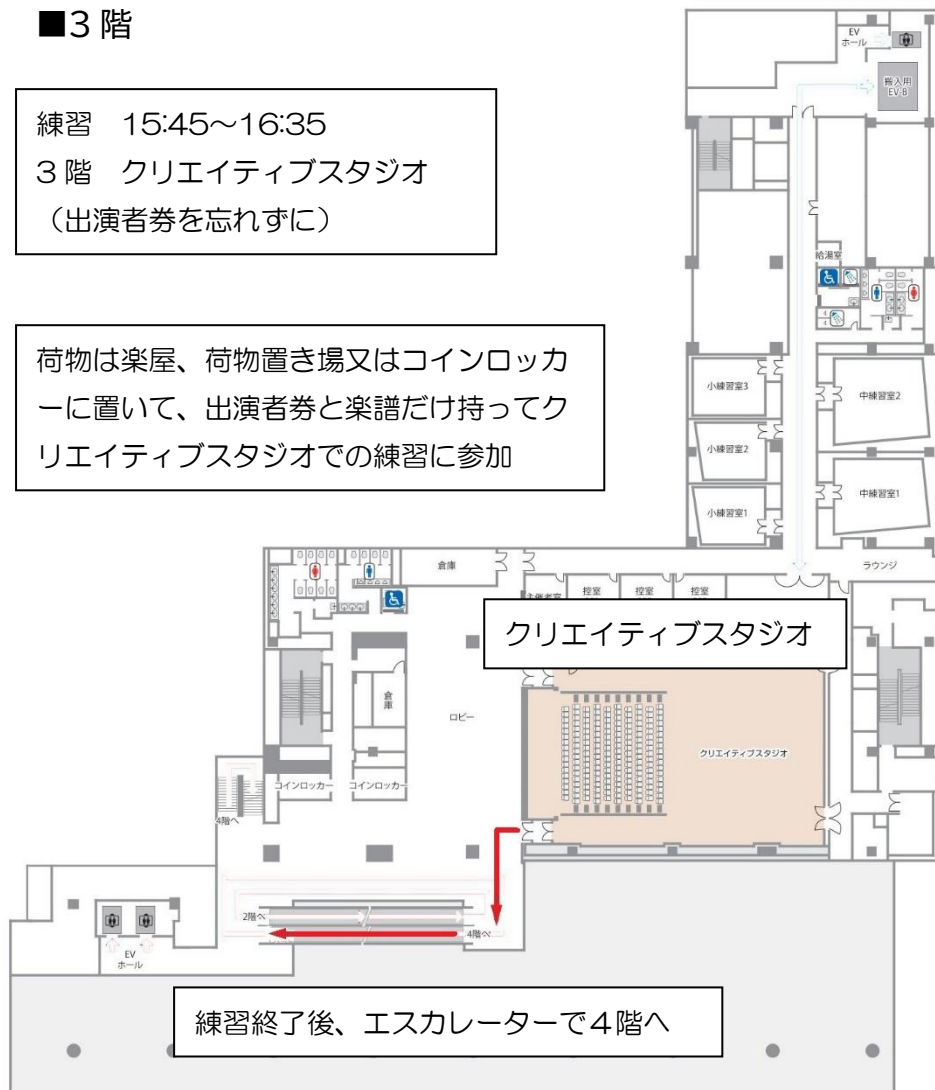 ■3 階
練習　15:45～16:35
3 階　クリエイティブスタジオ
（出演者券を忘れずに）
荷物は楽屋、荷物置き場又はコインロッカ
ーに置いて、出演者券と楽譜だけ持ってク
リエイティブスタジオでの練習に参加
EV
ホール
搬入用
EV-B
給湯室
小練習室3
中練習室2
小練習室2
小練習室1
中練習室1
ラウンジ
倉庫
主催者室
控室
控室
控室
クリエイティブスタジオ
倉庫
ロビー
クリエイティブスタジオ
コインロッカー
コインロッカー
4階へ
2階へ
4階へ
EV
ホール
練習終了後、エスカレーターで４階へ